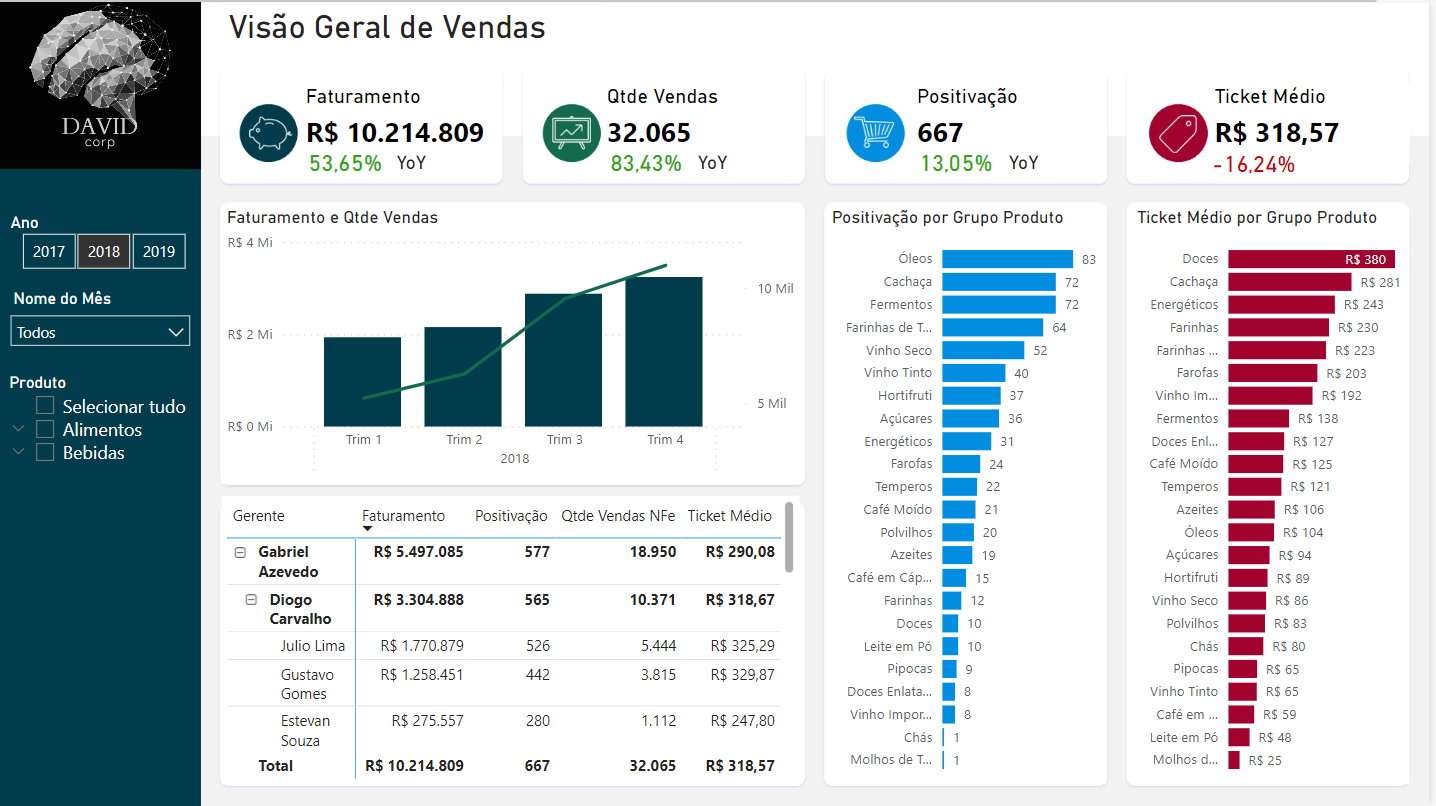 DAVID
corp
Ano
2017 2018 2019
Nome do Mês
Todos
Produto
Selecionar tudo
Alimentos
Bebidas
Visão Geral de Vendas
Faturamento
R$ 10.214.809
53,65% YoY
Qtde Vendas
32.065
83,43% YoY
Positivação
667
13,05% YoY
Ticket Médio
R$ 318,57
-16,24%
Faturamento e Qtde Vendas
R$ 4 Mi
R$ 2 Mi
R$ 0 Mi
10 Mil
5 Mil
Trim 1 Trim 2 Trim 3 Trim 4
2018
Gerente Faturamento Positivação Qtde Vendas NFe Ticket Médio
Gabriel R$ 5.497.085 577 18.950 R$ 290,08
Azevedo
Diogo R$ 3.304.888 565 10.371 R$ 318,67
Carvalho
Julio Lima R$ 1.770.879 526 5.444 R$ 325,29
Gustavo R$ 1.258.451 442 3.815 R$ 329,87
Gomes
Estevan R$ 275.557 280 1.112 R$ 247,80
Souza
Total R$ 10.214.809 667 32.065 R$ 318,57
Positivação por Grupo Produto
Óleos 83
Cachaça 72
Fermentos 72
Farinhas de T... 64
Vinho Seco 52
Vinho Tinto 40
Hortifruti 37
Açúcares 36
Energéticos 31
Farofas 24
Temperos 22
Café Moído 21
Polvilhos 20
Azeites 19
Café em Cáp... 15
Farinhas 12
Doces 10
Leite em Pó 10
Pipocas 9
Doces Enlata... 8
Vinho Impor... 8
Chás 1
Molhos de T... 1
Ticket Médio por Grupo Produto
Doces R$ 380
Cachaça R$ 281
Energéticos R$ 243
Farinhas R$ 230
Farinhas ... R$ 223
Farofas R$ 203
Vinho Im... R$ 192
Fermentos R$ 138
Doces Enl... R$ 127
Café Moído R$ 125
Temperos R$ 121
Azeites R$ 106
Óleos R$ 104
Açúcares R$ 94
Hortifruti R$ 89
Vinho Seco R$ 86
Polvilhos R$ 83
Chás R$ 80
Pipocas R$ 65
Vinho Tinto R$ 65
Café em ... R$ 59
Leite em Pó R$ 48
Molhos d... R$ 25